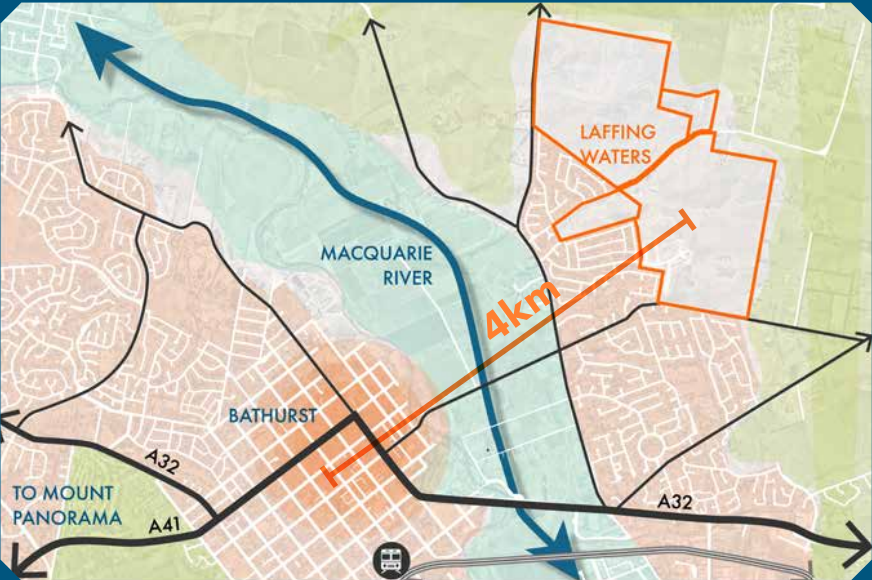 LAFFING
WATERS
MACQUARIE
RIVER
4km
BATHURST
A32
TO MOUNT
PANORAMA
A41
A32